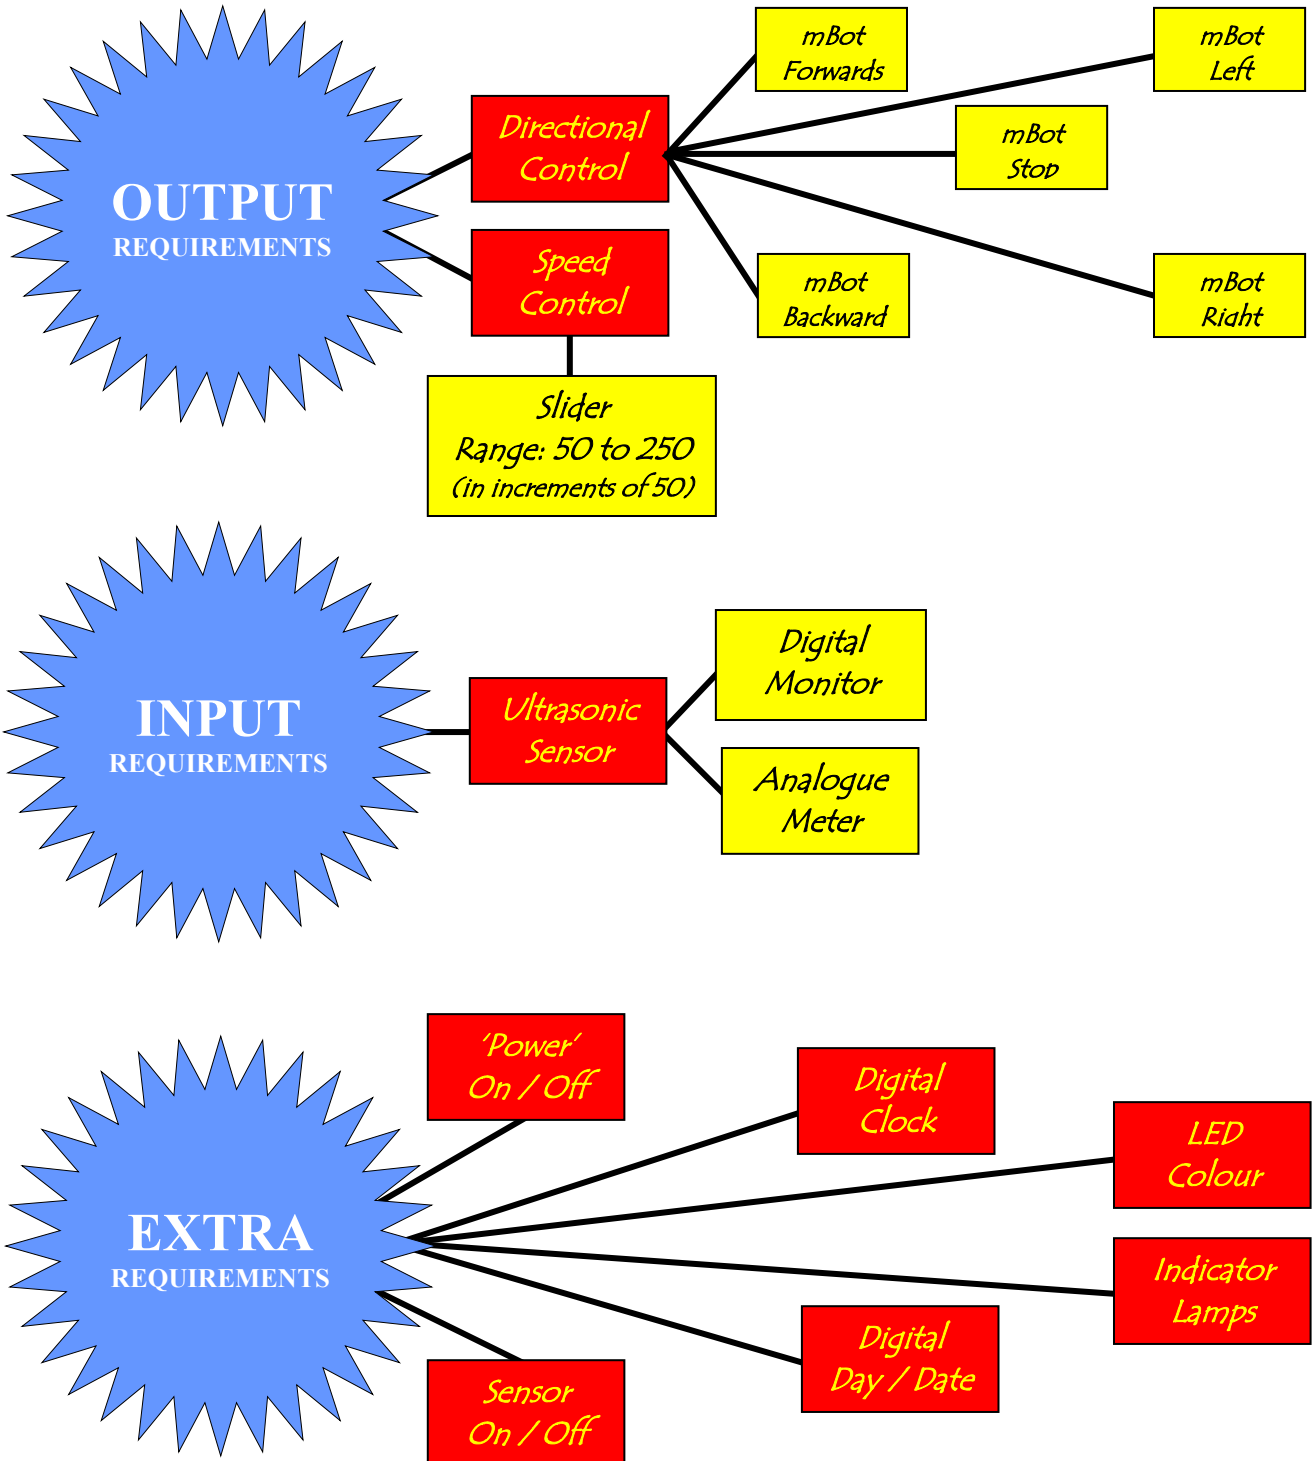 OUTPUT
REQUIREMENTS
Directional
Control
mBot
Forwards
mBot
Left
mBot
Stop
mBot
Backward
mBot
Right
Speed
Control
Slider
Range: 50 to 250
(in increments of 50)
INPUT
REQUIREMENTS
Ultrasonic
Sensor
Digital
Monitor
Analogue
Meter
EXTRA
REQUIREMENTS
‘Power’
On / Off
Digital
Clock
LED
Colour
Indicator
Lamps
Digital
Day / Date
Sensor
On / Off